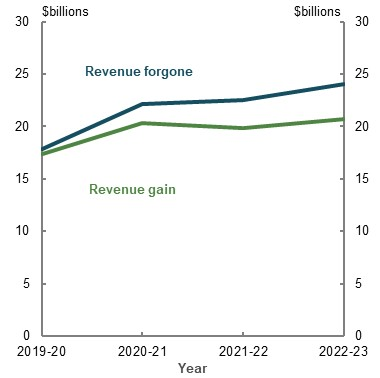 $billions $billions
30 30
Revenue forgone
25 25
20 20
Revenue gain
15 15
10 10
5 5
0 0
2019-20 2020-21 2021-22 2022-23
Year